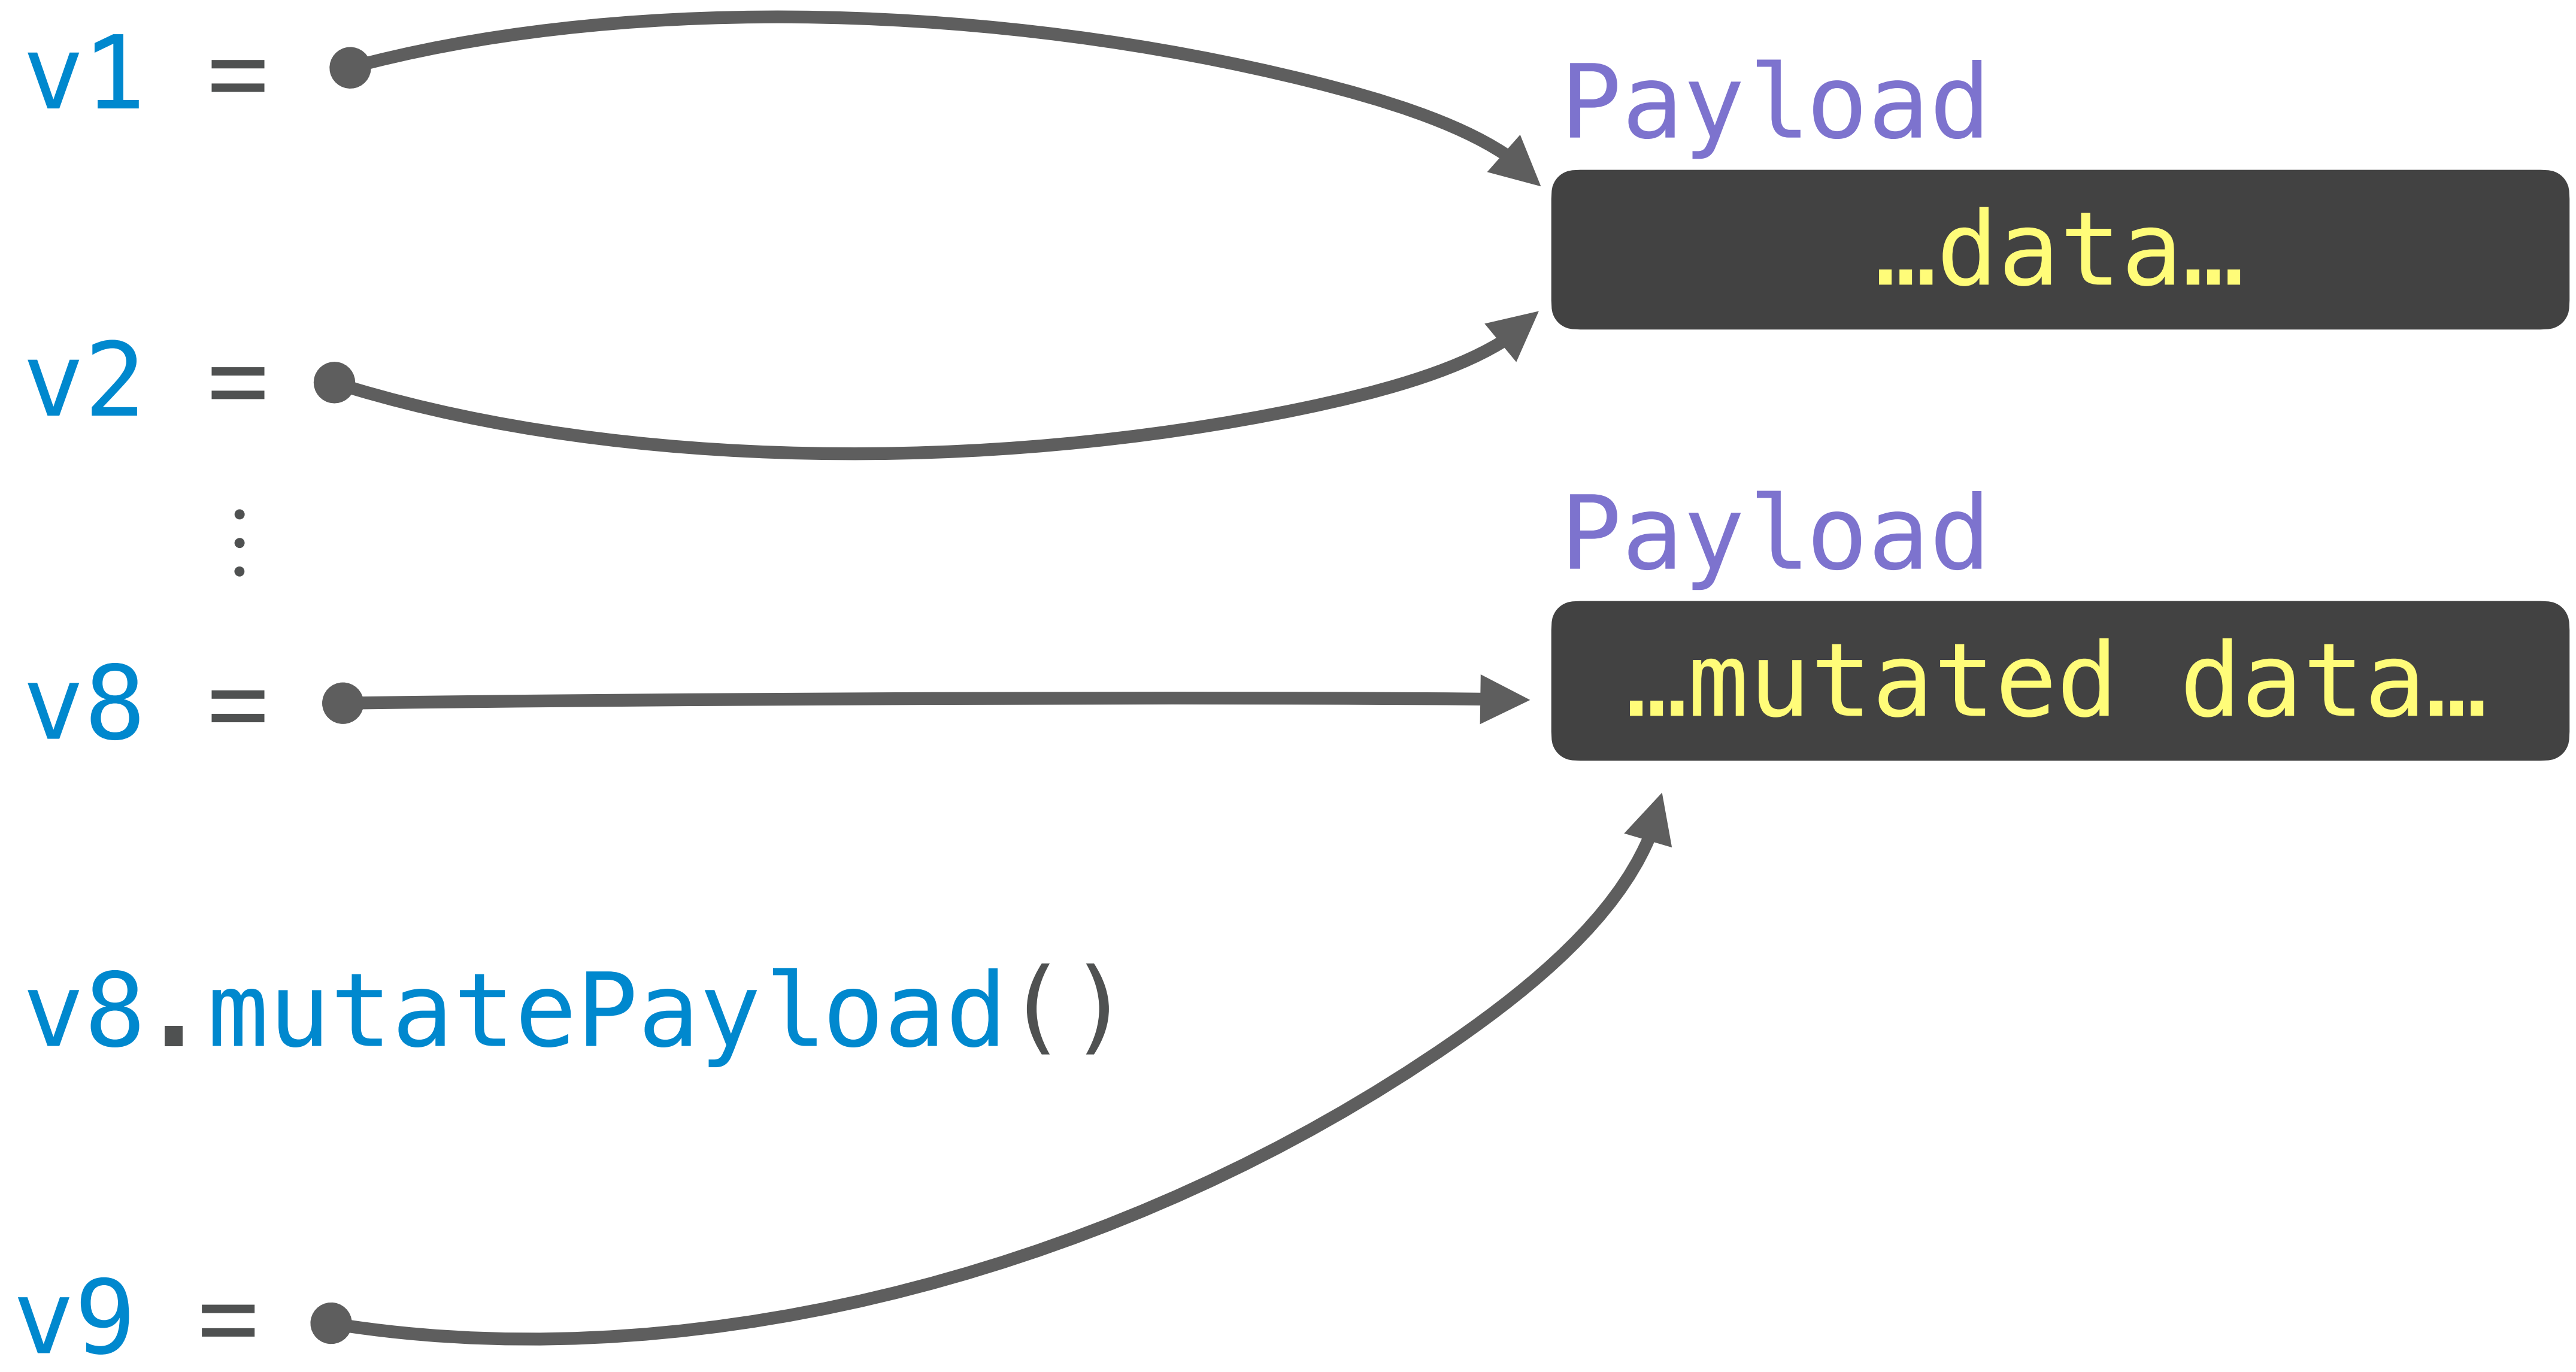 v1 =
Payload
…data…
v2 =
Payload
…mutated data…
v8 =
v8.mutatePayload()
v9 =